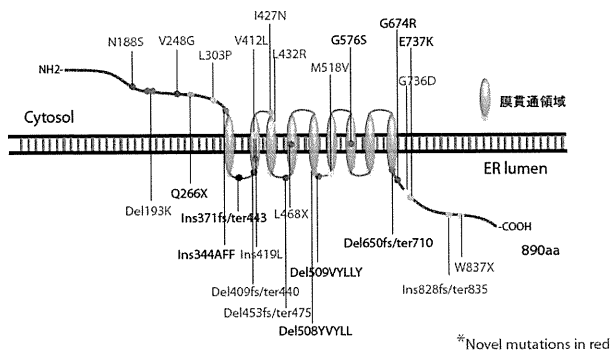 I427N
N188S
V248G
V412L
G576S
G674R
L303P
L432R
E737K
M518V
G736D
NH2-
膜貫通領域
Cytosol
ER lumen
Q266X
Del193K
Ins371fs/ter443
L468X
-COOH
Ins344AFF
Ins419L
Del650fs/ter710
890aa
Del509VYLLY
W837X
Del409fs/ter440
Ins828fs/ter835
Del453fs/ter475
Del508YVYLL
*Novel mutations in red